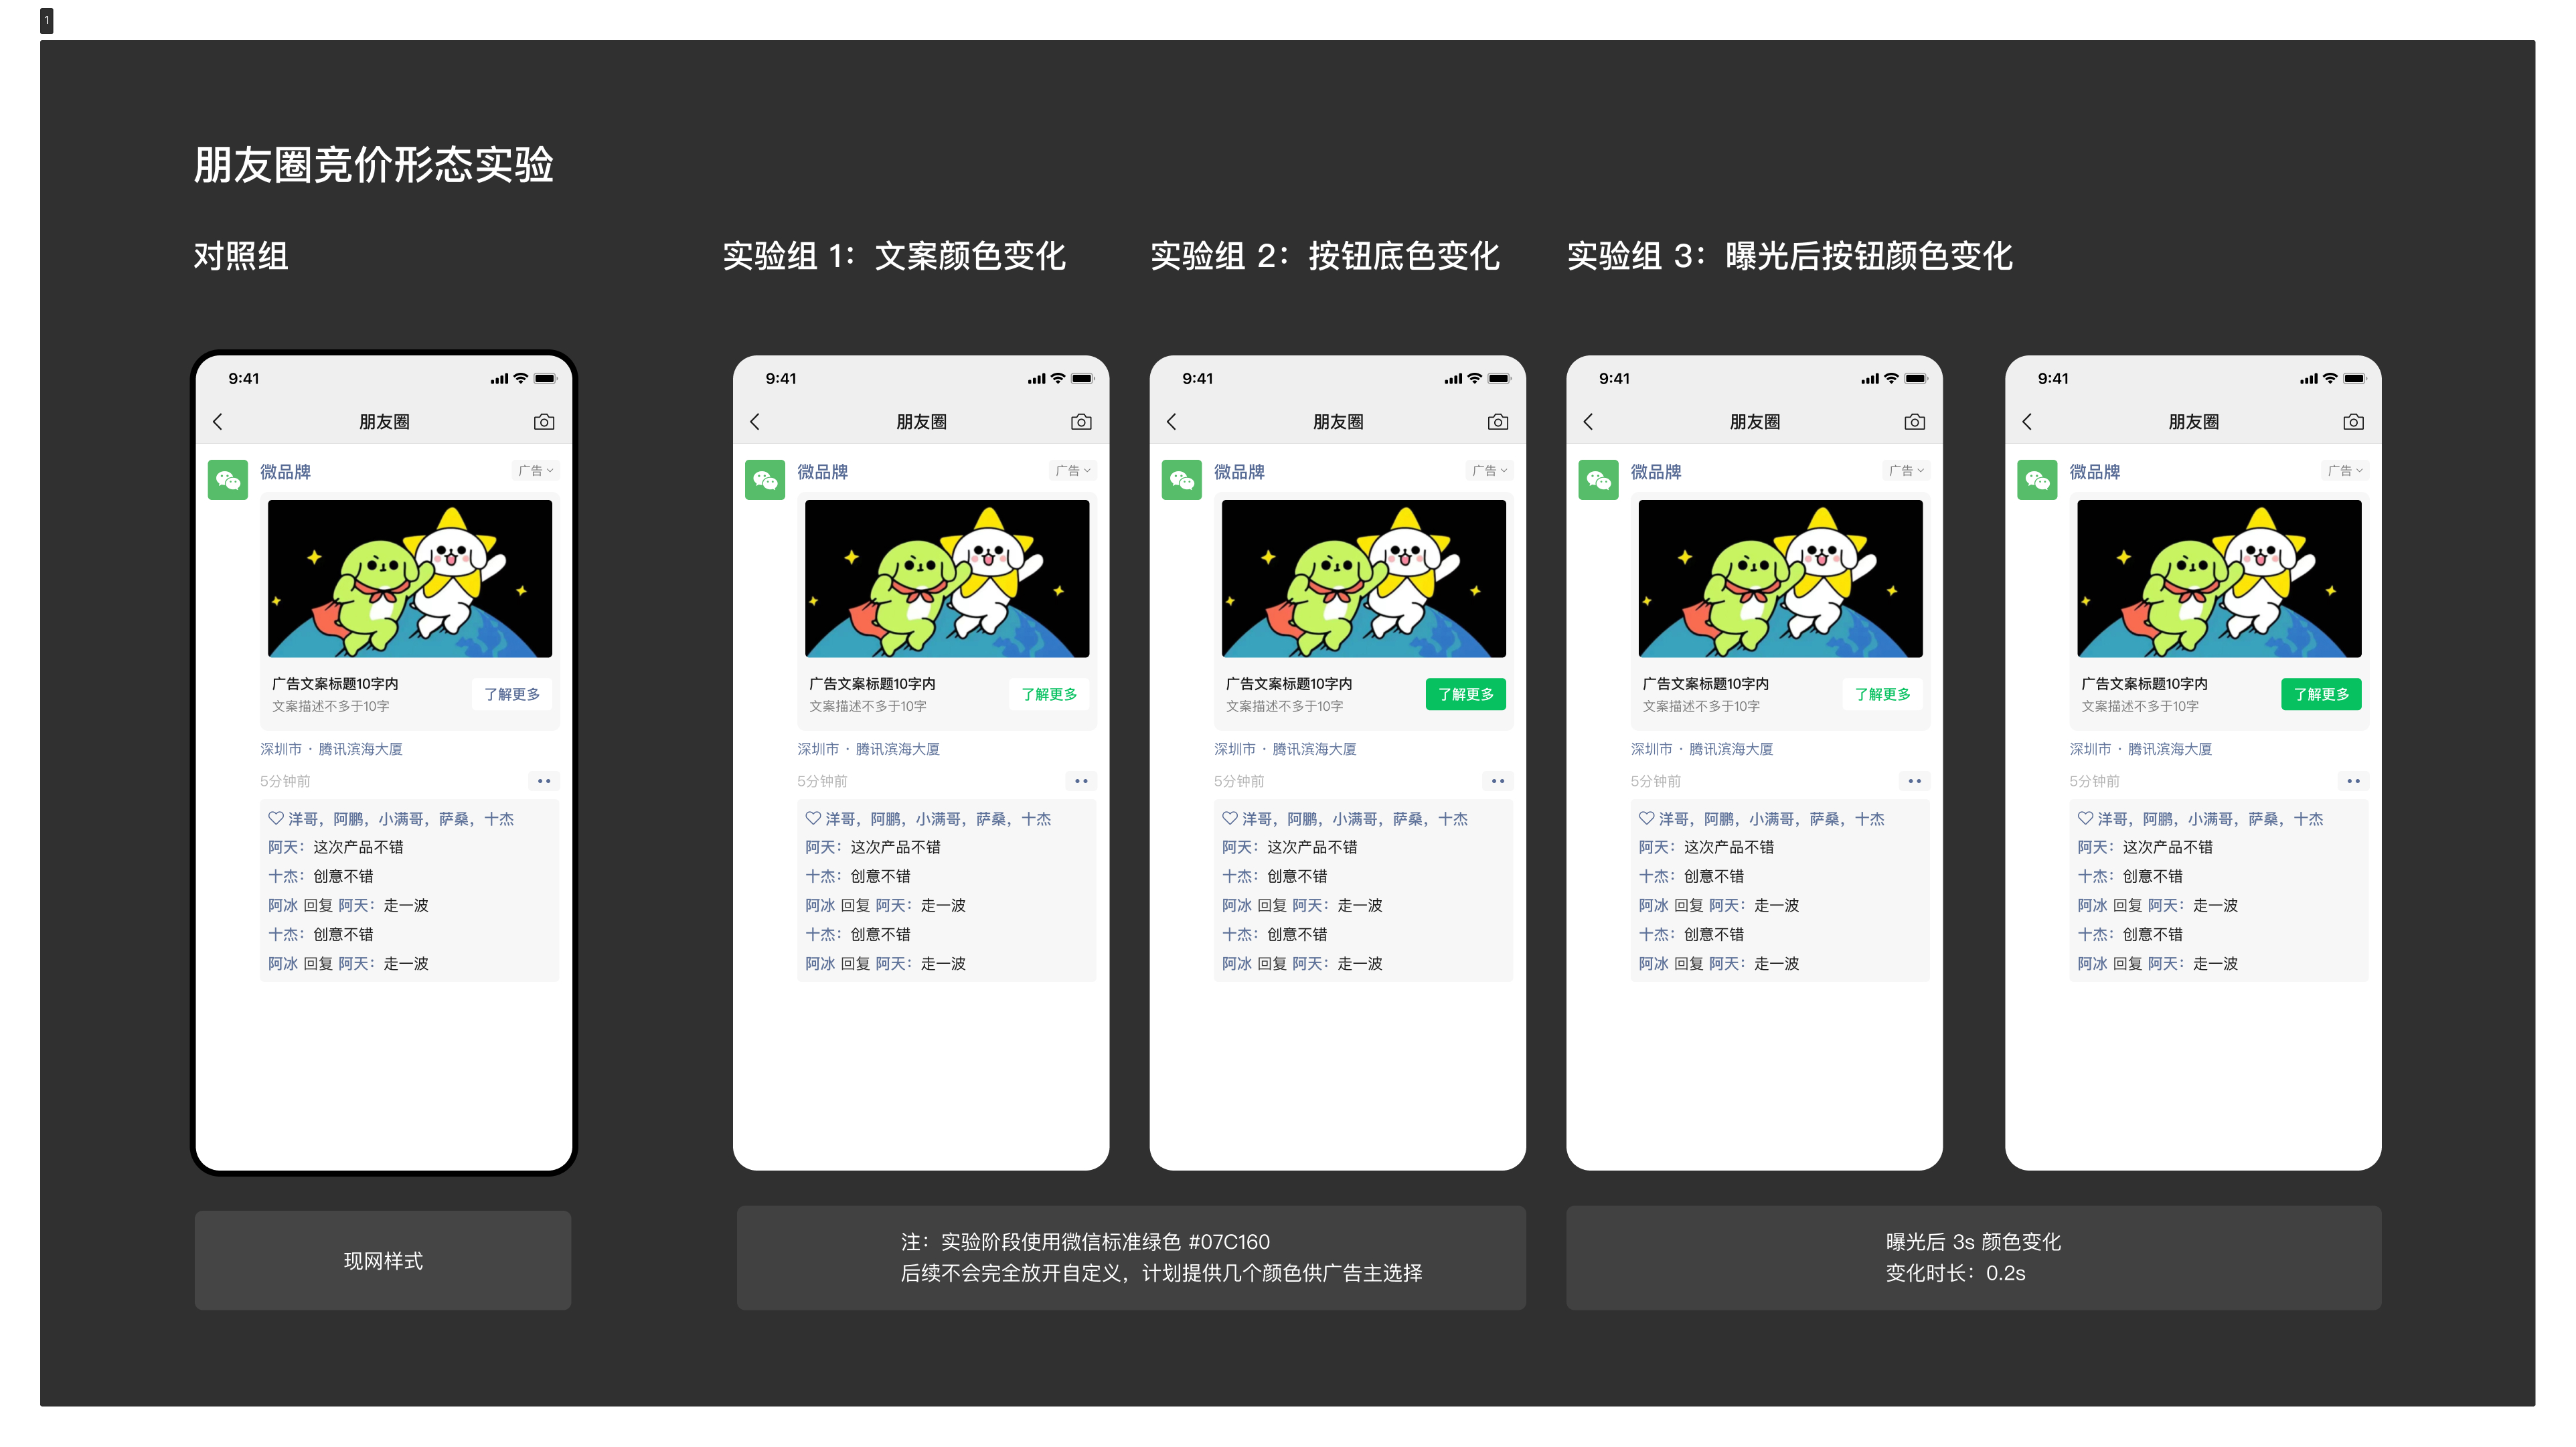 1
朋友圈竞价形态实验
对照组
实验组 1：文案颜色变化
实验组 2：按钮底色变化
实验组 3：曝光后按钮颜色变化
9:41
朋友圈
微品牌
广告
广告文案标题10字内
文案描述不多于10字
了解更多
深圳市 · 腾讯滨海大厦
5分钟前
洋哥，阿鹏，小满哥，萨桑，十杰
阿天：这次产品不错
十杰：创意不错
阿冰 回复 阿天：走一波
十杰：创意不错
阿冰 回复 阿天：走一波
现网样式
9:41
朋友圈
微品牌
广告
广告文案标题10字内
文案描述不多于10字
了解更多
深圳市 · 腾讯滨海大厦
5分钟前
洋哥，阿鹏，小满哥，萨桑，十杰
阿天：这次产品不错
十杰：创意不错
阿冰 回复 阿天：走一波
十杰：创意不错
阿冰 回复 阿天：走一波
9:41
朋友圈
微品牌
广告
广告文案标题10字内
文案描述不多于10字
了解更多
深圳市 · 腾讯滨海大厦
5分钟前
洋哥，阿鹏，小满哥，萨桑，十杰
阿天：这次产品不错
十杰：创意不错
阿冰 回复 阿天：走一波
十杰：创意不错
阿冰 回复 阿天：走一波
注：实验阶段使用微信标准绿色 #07C160
后续不会完全放开自定义，计划提供几个颜色供广告主选择
9:41
朋友圈
微品牌
广告
广告文案标题10字内
文案描述不多于10字
了解更多
深圳市 · 腾讯滨海大厦
5分钟前
洋哥，阿鹏，小满哥，萨桑，十杰
阿天：这次产品不错
十杰：创意不错
阿冰 回复 阿天：走一波
十杰：创意不错
阿冰 回复 阿天：走一波
9:41
朋友圈
微品牌
广告
广告文案标题10字内
文案描述不多于10字
了解更多
深圳市 · 腾讯滨海大厦
5分钟前
洋哥，阿鹏，小满哥，萨桑，十杰
阿天：这次产品不错
十杰：创意不错
阿冰 回复 阿天：走一波
十杰：创意不错
阿冰 回复 阿天：走一波
曝光后 3s 颜色变化
变化时长：0.2s